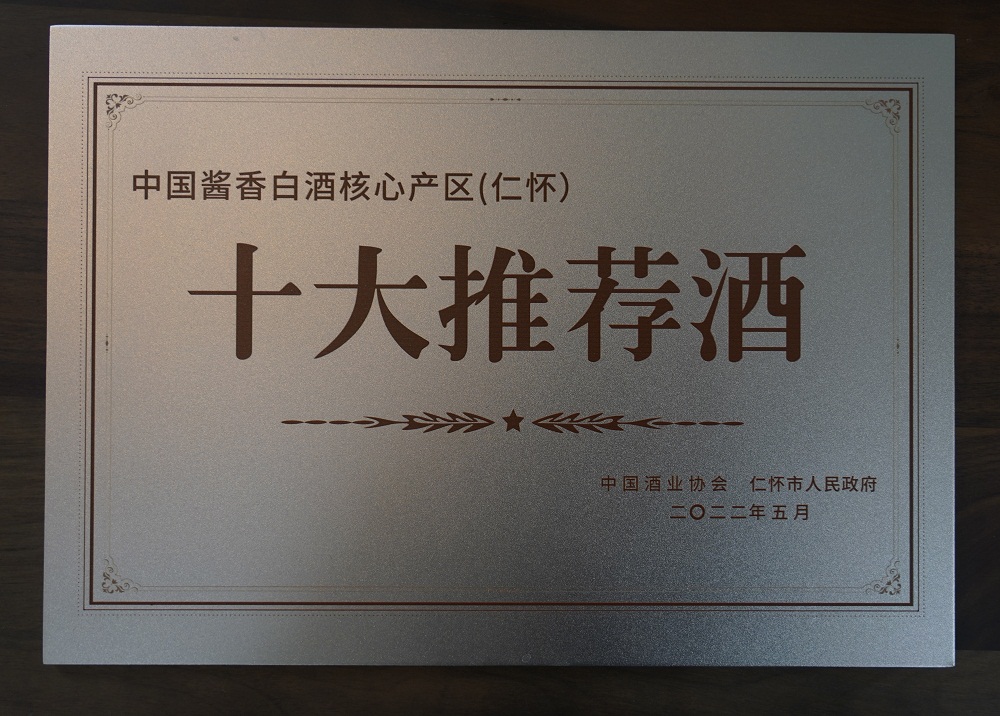 中国酱香白酒核心产区(仁怀）
十大推荐酒
中国酒业协会 仁怀市人民政府
二〇二二年五月